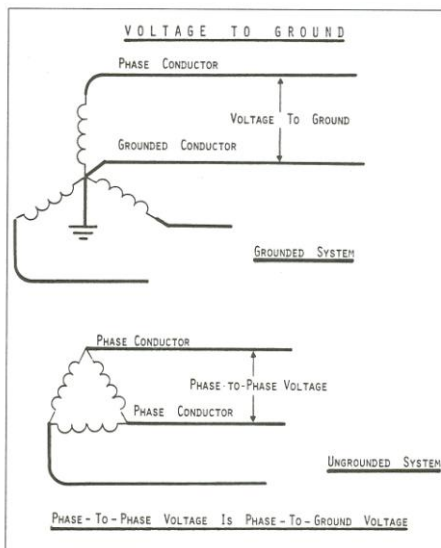 VOLTAGE TO GROUND
PHASE CONDUCTOR
VOLTAGE TO GROUND
GROUNDED CONDUCTOR
GROUNDED SYSTEM
PHASE CONDUCTOR
PHASE-TO-PHASE VOLTAGE
PHASE CONDUCTOR
UNGROUNDED SYSTEM
PHASE-TO-PHASE VOLTAGE IS PHASE-TO-GROUND VOLTAGE